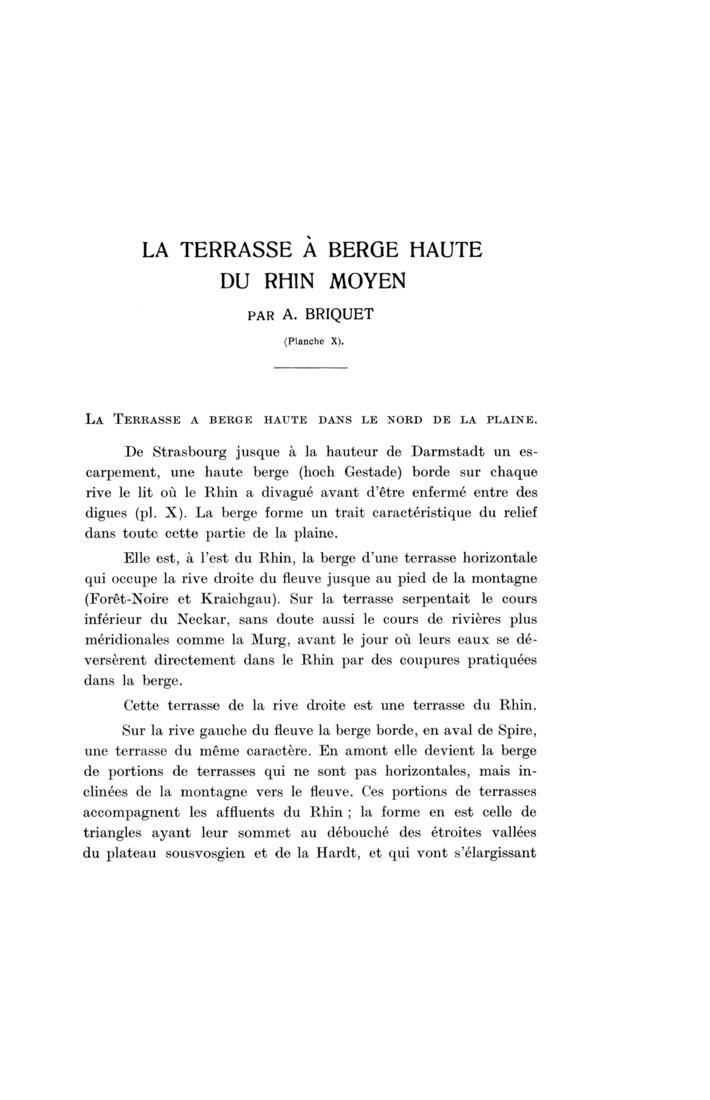 LA TERRASSE À BERGE HAUTE
DU RHIN MOYEN
PAR A. BRIQUET
(Planche X).
La Terrasse a berge haute dans le nord de la plaine.
De Strasbourg jusque à la hauteur de Darmstadt un es-
carpement, une haute berge (hoch Gestade) borde sur chaque
rive le lit où le Rhin a divagué avant d'être enfermé entre des
digues (pl. X). La berge forme un trait caractéristique du relief
dans toute cette partie de la plaine.
Elle est, à l'est du Rhin, la berge d'une terrasse horizontale
qui occupe la rive droite du fleuve jusque au pied de la montagne
(Forêt-Noire et Kraichgau). Sur la terrasse serpentait le cours
inférieur du Neckar, sans doute aussi le cours de rivières plus
méridionales comme la Murg, avant le jour où leurs eaux se dé-
versèrent directement dans le Rhin par des coupures pratiquées
dans la berge.
Cette terrasse de la rive droite est une terrasse du Rhin.
Sur la rive gauche du fleuve la berge borde, en aval de Spire,
une terrasse du même caractère. En amont elle devient la berge
de portions de terrasses qui ne sont pas horizontales, mais in-
clinées de la montagne vers le fleuve. Ces portions de terrasses
accompagnent les affluents du Rhin ; la forme en est celle de
triangles ayant leur sommet au débouché des étroites vallées
du plateau sousvosgien et de la Hardt, et qui vont s'élargissant